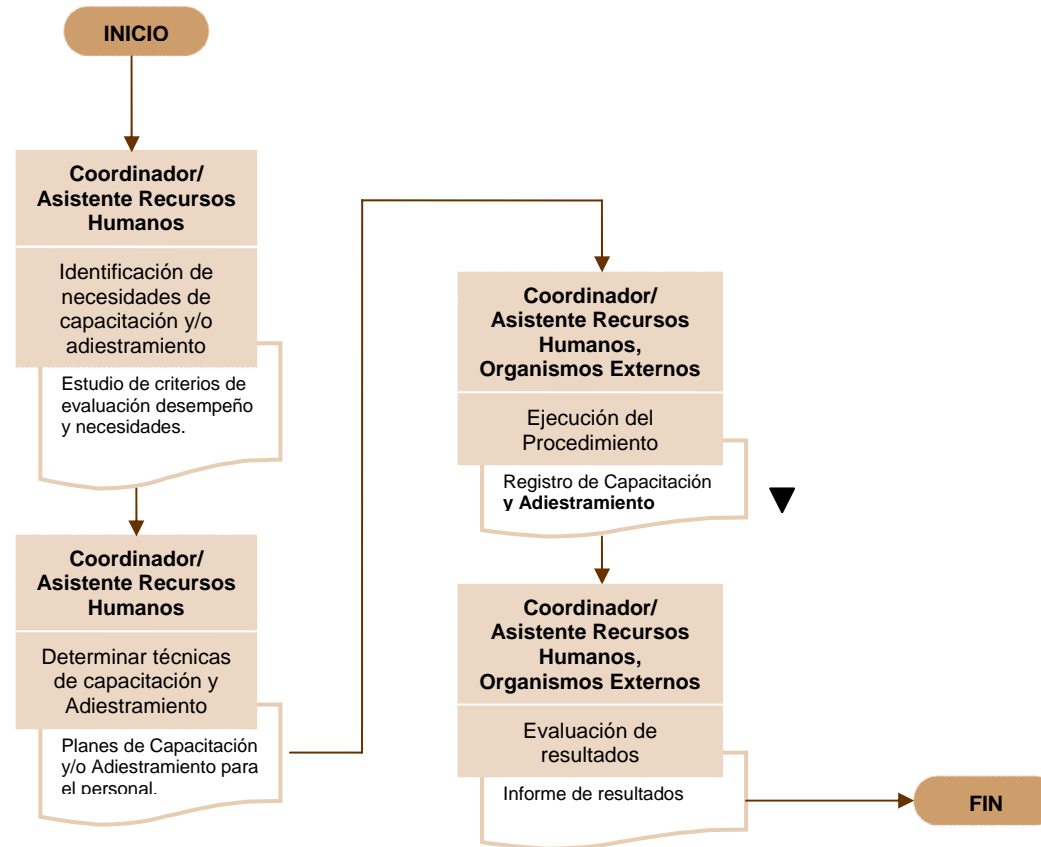 INICIO
Coordinador/
Asistente Recursos
Humanos
Identificación de
necesidades de
capacitación y/o
adiestramiento
Estudio de criterios de
evaluación desempeño
y necesidades.
Coordinador/
Asistente Recursos
Humanos
Determinar técnicas
de capacitación y
Adiestramiento
Planes de Capacitación
y/o Adiestramiento para
el personal.
Coordinador/
Asistente Recursos
Humanos,
Organismos Externos
Ejecución del
Procedimiento
Registro de Capacitación
y Adiestramiento
Coordinador/
Asistente Recursos
Humanos,
Organismos Externos
Evaluación de
resultados
Informe de resultados
FIN